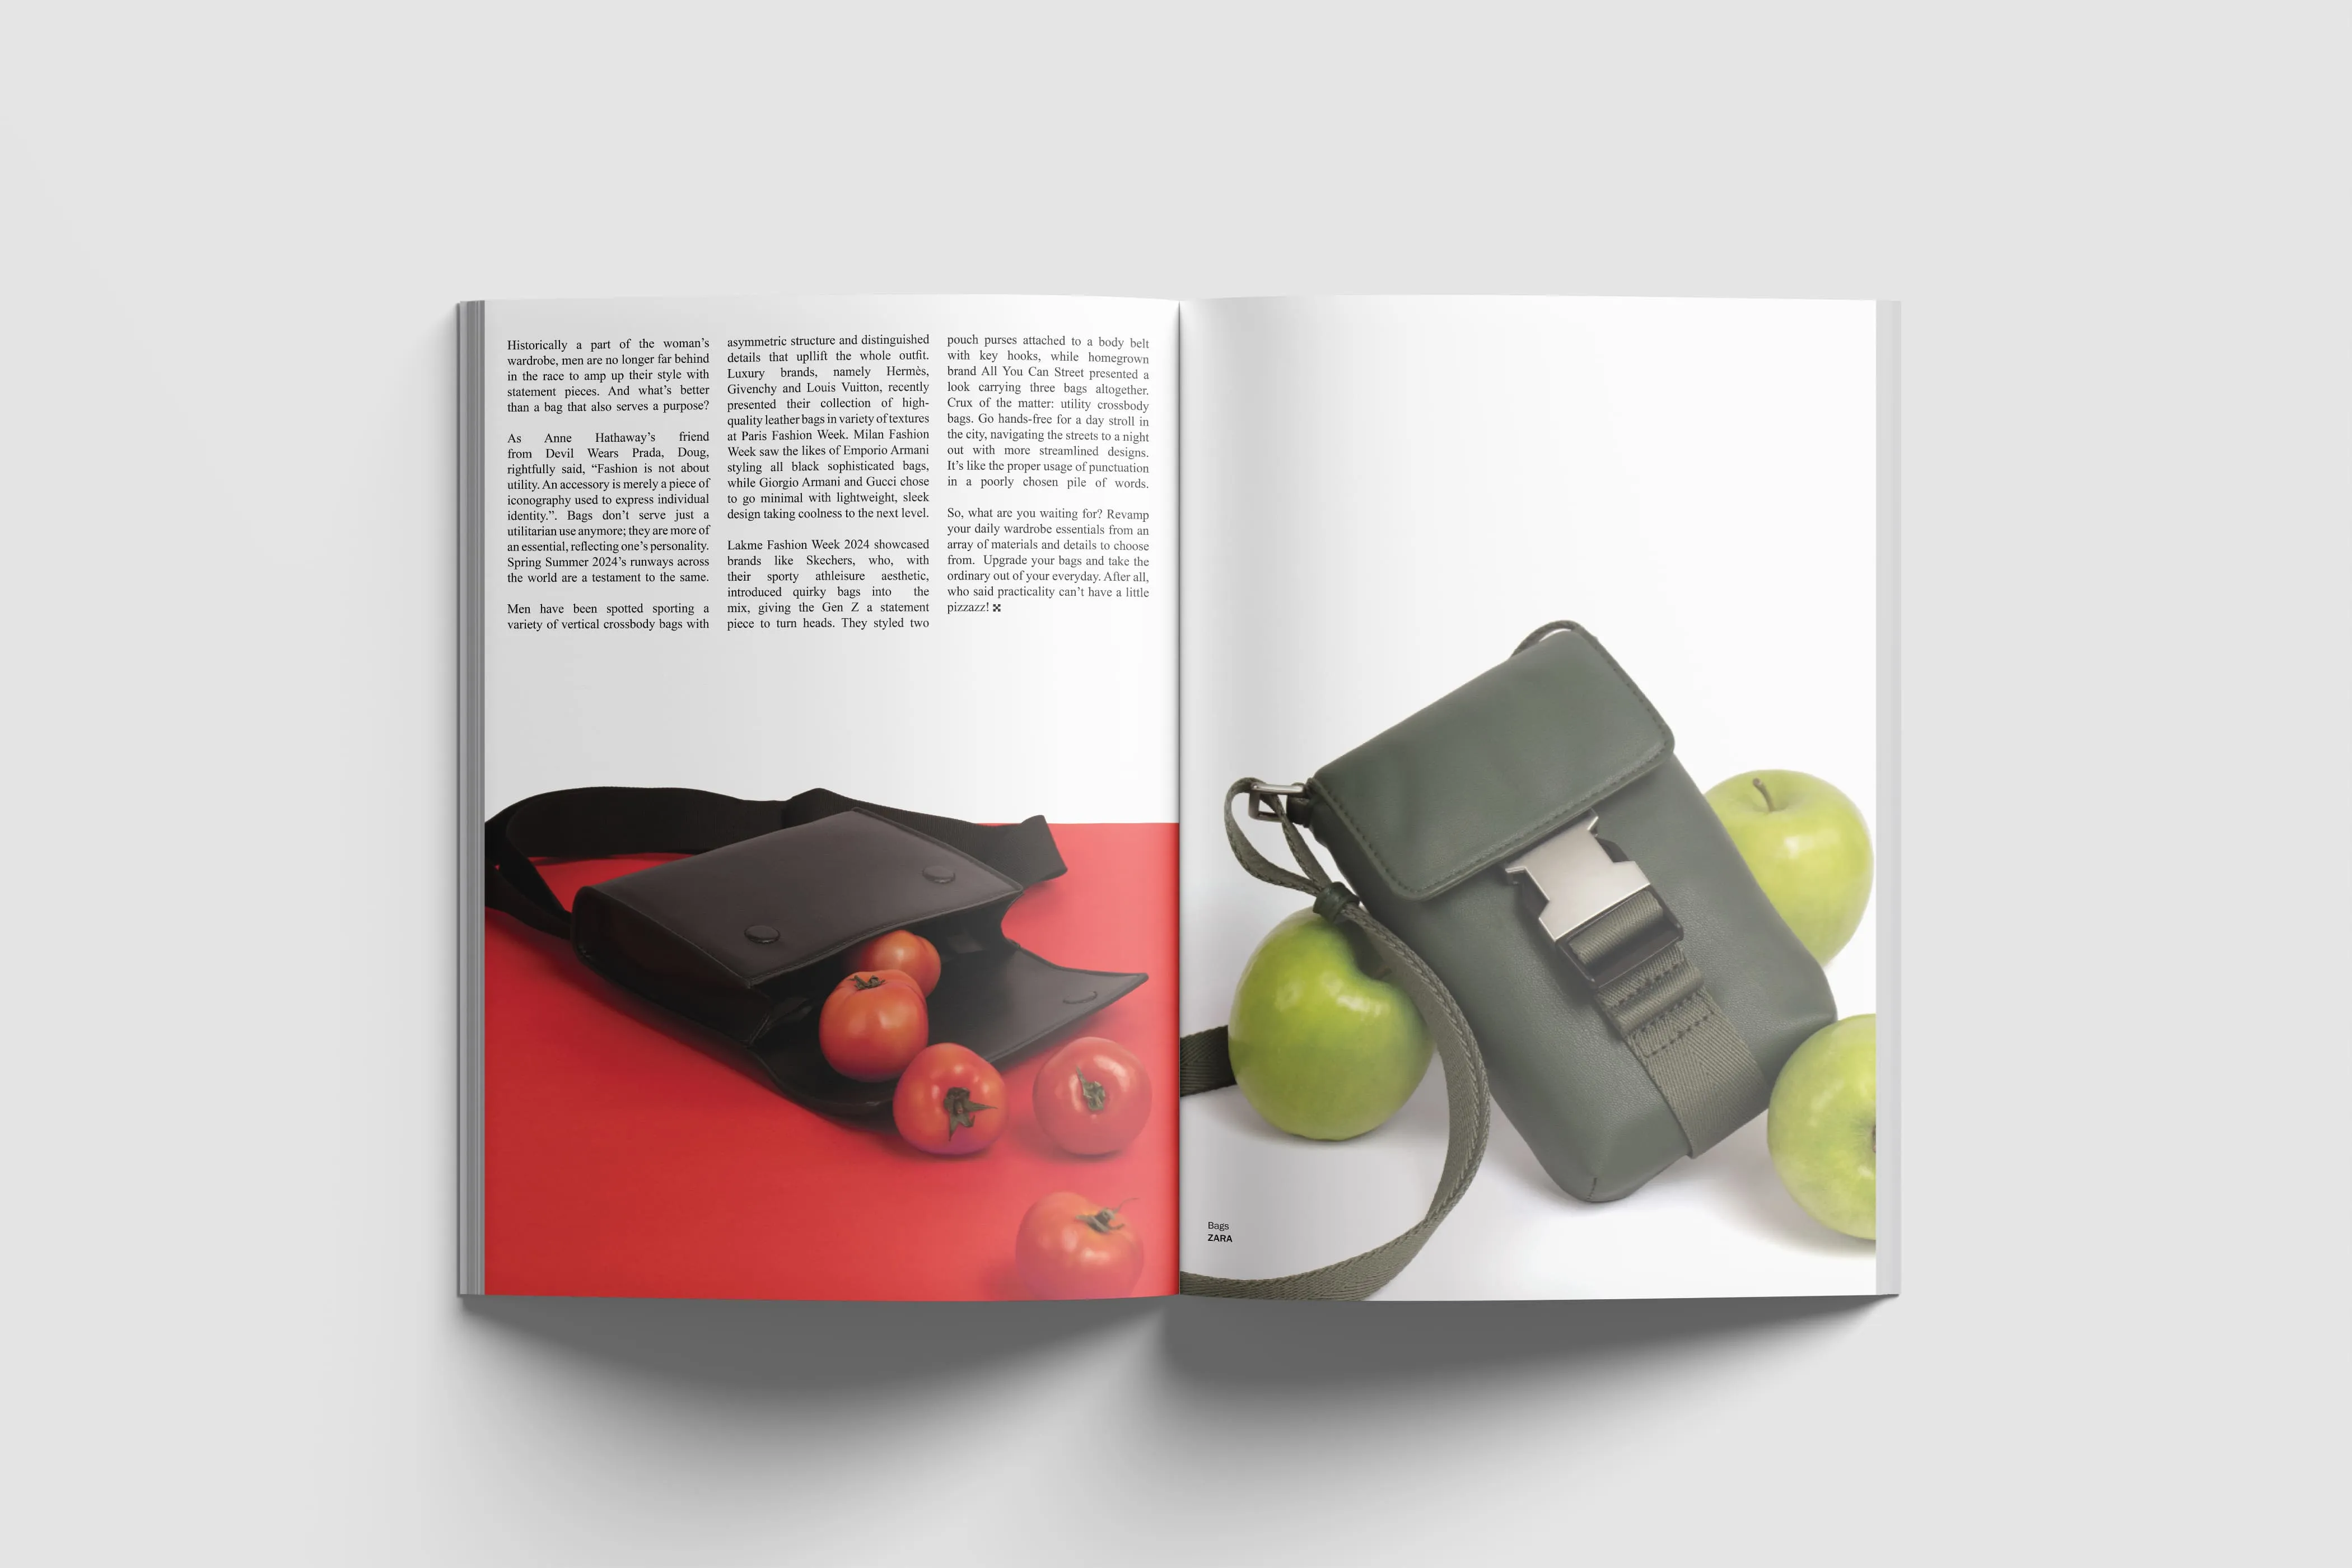 Historically a part of the woman’s
wardrobe, men are no longer far behind
in the race to amp up their style with
statement pieces. And what’s better
than a bag that also serves a purpose?
As Anne Hathaway’s friend
from Devil Wears Prada, Doug,
rightfully said, “Fashion is not about
utility. An accessory is merely a piece of
iconography used to express individual
identity.”. Bags don’t serve just a
utilitarian use anymore; they are more of
an essential, reflecting one’s personality.
Spring Summer 2024’s runways across
the world are a testament to the same.
Men have been spotted sporting a
variety of vertical crossbody bags with
asymmetric structure and distinguished
details that upllift the whole outfit.
Luxury brands, namely Hermès,
Givenchy and Louis Vuitton, recently
presented their collection of high-
quality leather bags in variety of textures
at Paris Fashion Week. Milan Fashion
Week saw the likes of Emporio Armani
styling all black sophisticated bags,
while Giorgio Armani and Gucci chose
to go minimal with lightweight, sleek
design taking coolness to the next level.
Lakme Fashion Week 2024 showcased
brands like Skechers, who, with
their sporty athleisure aesthetic,
introduced quirky bags into the
mix, giving the Gen Z a statement
piece to turn heads. They styled two
pouch purses attached to a body belt
with key hooks, while homegrown
brand All You Can Street presented a
look carrying three bags altogether.
Crux of the matter: utility crossbody
bags. Go hands-free for a day stroll in
the city, navigating the streets to a night
out with more streamlined designs.
It’s like the proper usage of punctuation
in a poorly chosen pile of words.
So, what are you waiting for? Revamp
your daily wardrobe essentials from an
array of materials and details to choose
from. Upgrade your bags and take the
ordinary out of your everyday. After all,
who said practicality can’t have a little
pizzazz!
Bags
ZARA